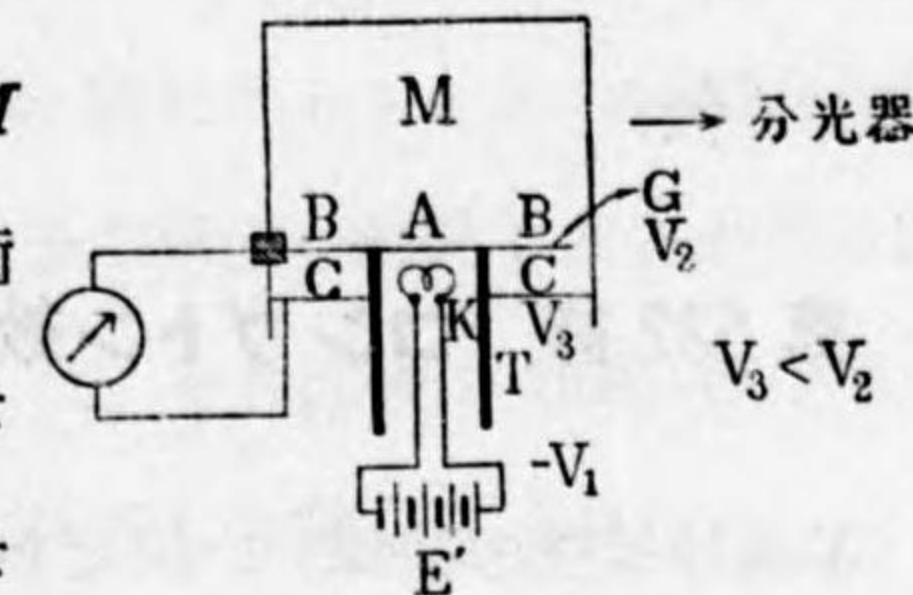 M
→ 分光器
B A B G
V₂
C C
K V₃
T
V₃ < V₂
-V₁
E′